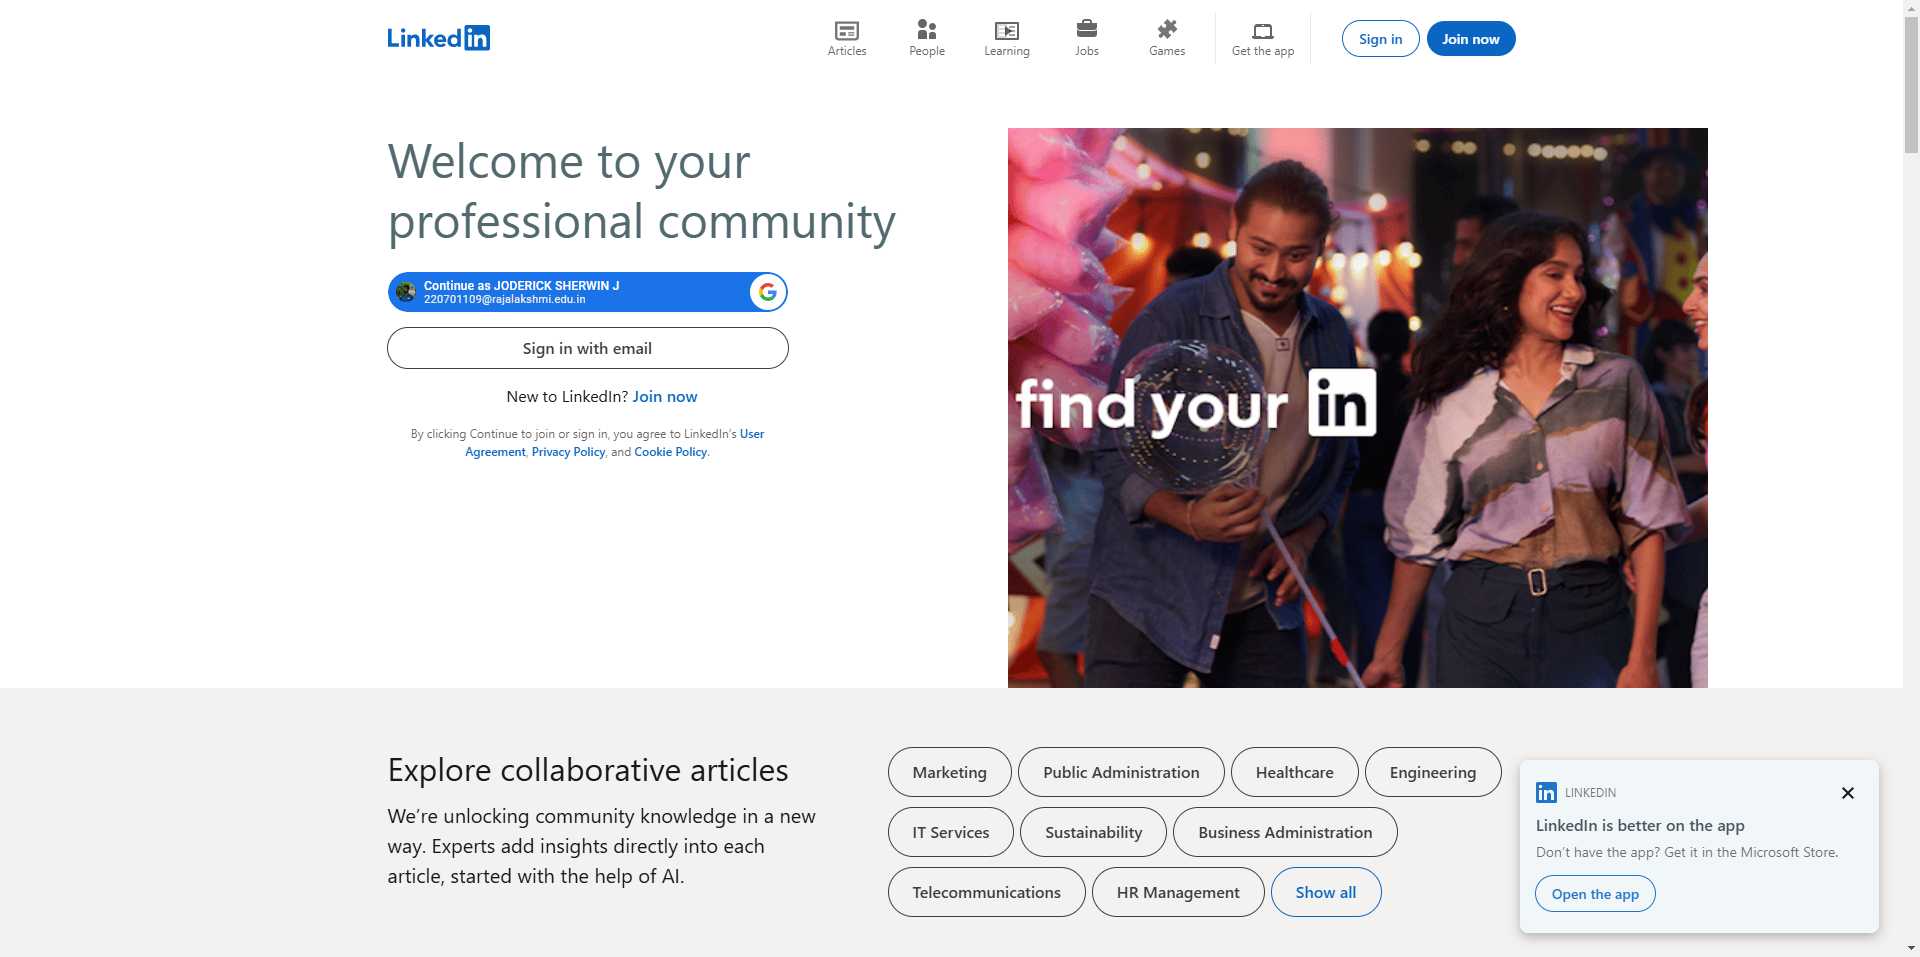 Linked in
Articles
People
Learning
Jobs
Games
Get the app
Sign in
Join now
Welcome to your
professional community
Continue as JODERICK SHERWIN J
220701109@rajalakshmi.edu.in
Sign in with email
New to LinkedIn? Join now
By clicking Continue to join or sign in, you agree to LinkedIn's User
Agreement, Privacy Policy, and Cookie Policy.
find your in
Explore collaborative articles
We’re unlocking community knowledge in a new
way. Experts add insights directly into each
article, started with the help of AI.
Marketing
Public Administration
Healthcare
Engineering
IT Services
Sustainability
Business Administration
Telecommunications
HR Management
Show all
in LINKEDIN
LinkedIn is better on the app
Don’t have the app? Get it in the Microsoft Store.
Open the app